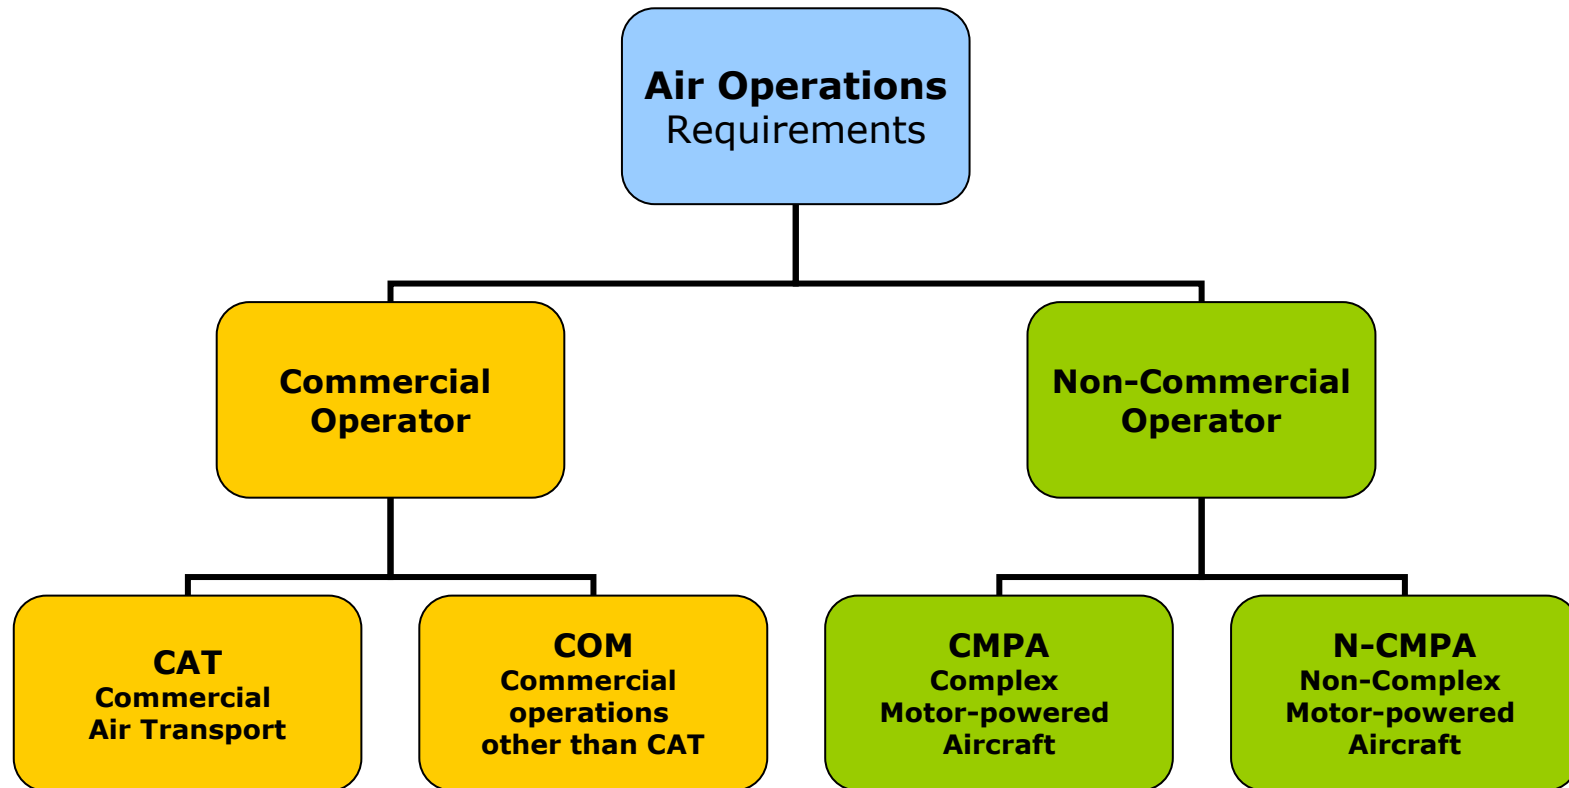 Air Operations
Requirements
Commercial
Operator
Non-Commercial
Operator
CAT
Commercial
Air Transport
COM
Commercial
operations
other than CAT
CMPA
Complex
Motor-powered
Aircraft
N-CMPA
Non-Complex
Motor-powered
Aircraft